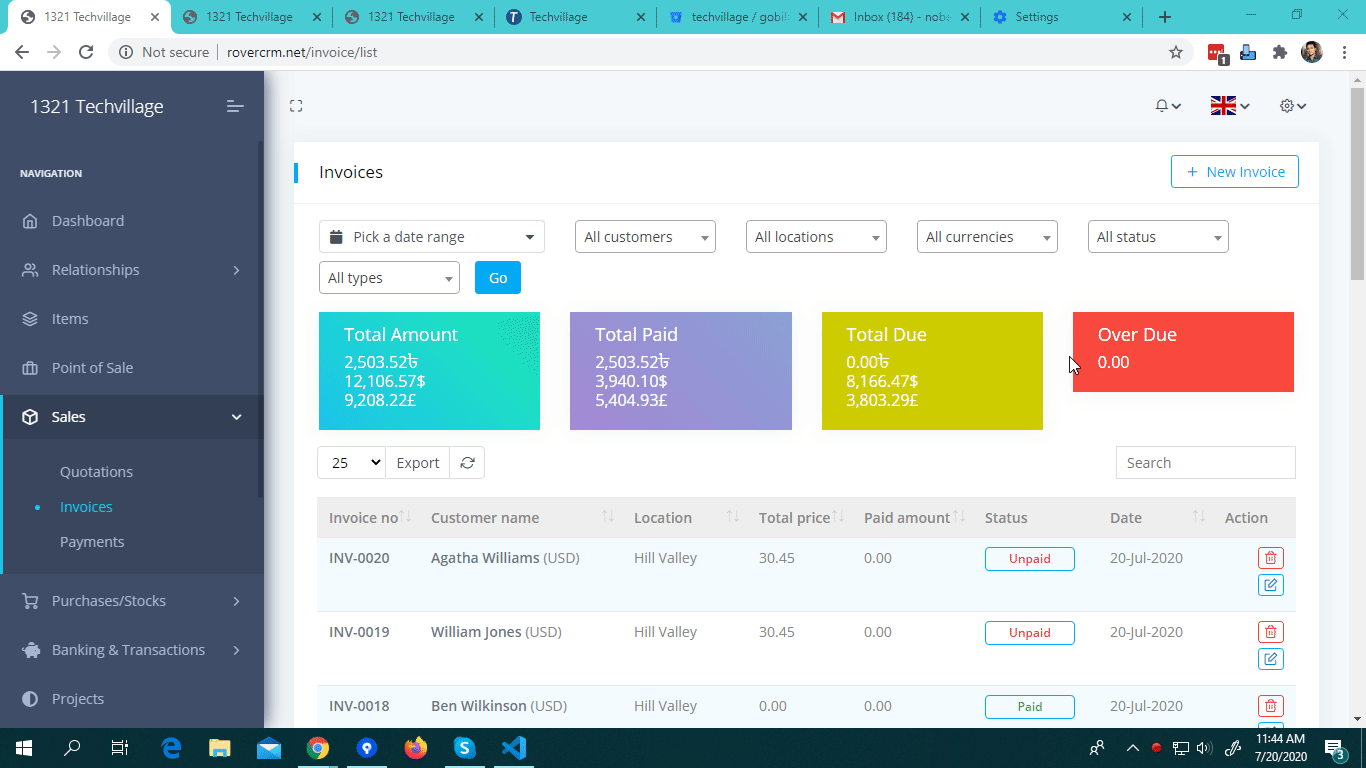 1321 Techvillage
1321 Techvillage
1321 Techvillage
Techvillage
techvillage / gobil
Inbox (184) - nob
Settings
Not secure
rovercrm.net/invoice/list
1
1321 Techvillage
NAVIGATION
Dashboard
Relationships
Items
Point of Sale
Sales
Quotations
Invoices
Payments
Purchases/Stocks
Banking & Transactions
Projects
Invoices
+ New Invoice
Pick a date range
All customers
All locations
All currencies
All status
All types
Go
Total Amount
2,503.52৳
12,106.57$
9,208.22£
Total Paid
2,503.52৳
3,940.10$
5,404.93£
Total Due
0.00৳
8,166.47$
3,803.29£
Over Due
0.00
25
Export
Search
Invoice no Customer name Location Total price Paid amount Status Date Action
INV-0020 Agatha Williams (USD) Hill Valley 30.45 0.00 Unpaid 20-Jul-2020
INV-0019 William Jones (USD) Hill Valley 30.45 0.00 Unpaid 20-Jul-2020
INV-0018 Ben Wilkinson (USD) Hill Valley 0.00 0.00 Paid 20-Jul-2020
11:44 AM
7/20/2020
3